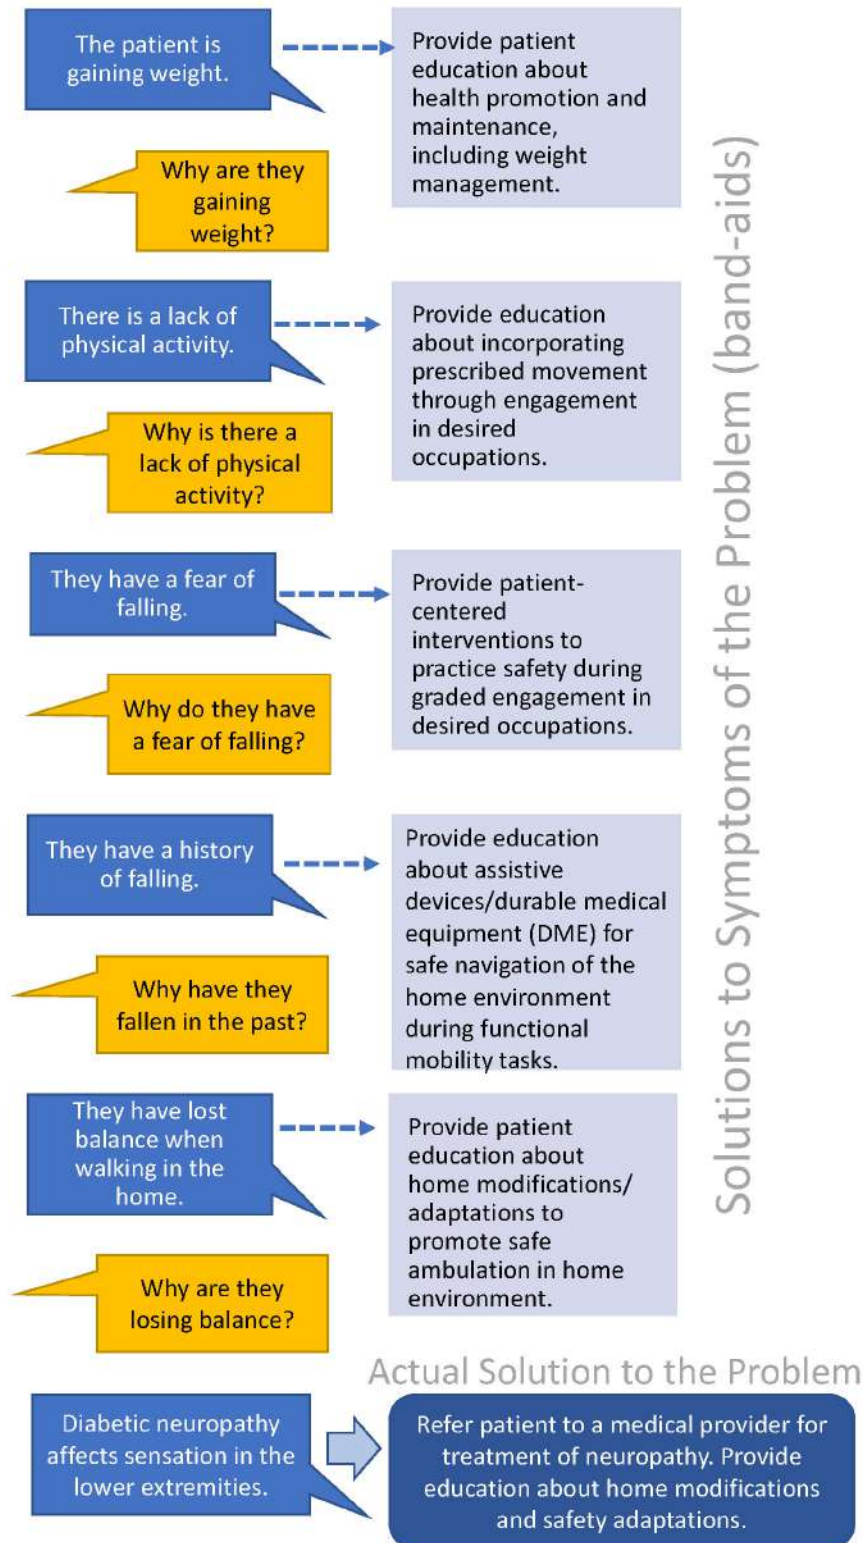 The patient is
gaining weight.
Provide patient
education about
health promotion and
maintenance,
including weight
management.
Why are they
gaining
weight?
There is a lack of
physical activity.
Provide education
about incorporating
prescribed movement
through engagement
in desired
occupations.
Why is there a
lack of physical
activity?
They have a fear of
falling.
Provide patient-
centered
interventions to
practice safety during
graded engagement in
desired occupations.
Why do they have
a fear of falling?
They have a history
of falling.
Provide education
about assistive
devices/durable medical
equipment (DME) for
safe navigation of the
home environment
during functional
mobility tasks.
Why have they
fallen in the past?
They have lost
balance when
walking in the
home.
Provide patient
education about
home modifications/
adaptations to
promote safe
ambulation in home
environment.
Why are they
losing balance?
Solutions to Symptoms of the Problem (band-aids)
Actual Solution to the Problem
Diabetic neuropathy
affects sensation in the
lower extremities.
Refer patient to a medical provider for
treatment of neuropathy. Provide
education about home modifications
and safety adaptations.